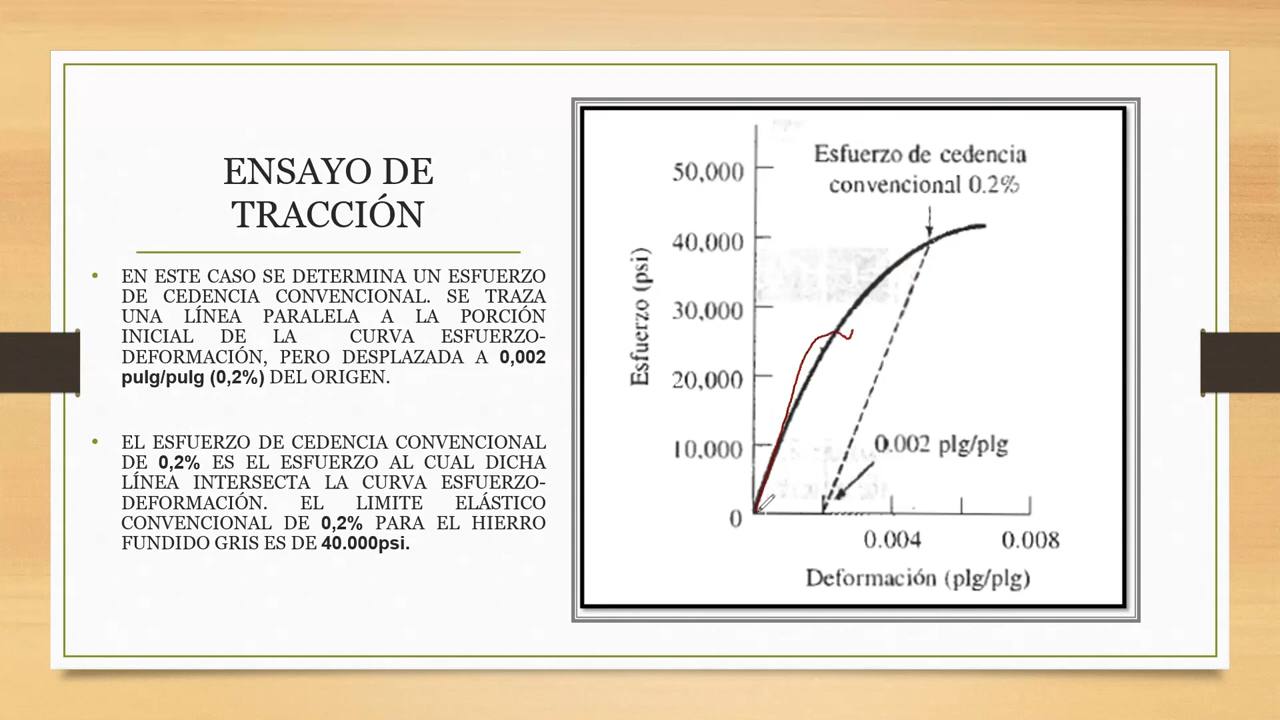 ENSAYO DE
TRACCIÓN
• EN ESTE CASO SE DETERMINA UN ESFUERZO
DE CEDENCIA CONVENCIONAL. SE TRAZA
UNA LÍNEA PARALELA A LA PORCIÓN
INICIAL DE LA CURVA ESFUERZO-
DEFORMACIÓN, PERO DESPLAZADA A 0,002
pulg/pulg (0,2%) DEL ORIGEN.
• EL ESFUERZO DE CEDENCIA CONVENCIONAL
DE 0,2% ES EL ESFUERZO AL CUAL DICHA
LÍNEA INTERSECTA LA CURVA ESFUERZO-
DEFORMACIÓN. EL LIMITE ELÁSTICO
CONVENCIONAL DE 0,2% PARA EL HIERRO
FUNDIDO GRIS ES DE 40.000psi.
Esfuerzo de cedencia
convencional 0.2%
50,000
40,000
30,000
20,000
10,000
0
Esfuerzo (psi)
0.002 plg/plg
0.004
0.008
Deformación (plg/plg)